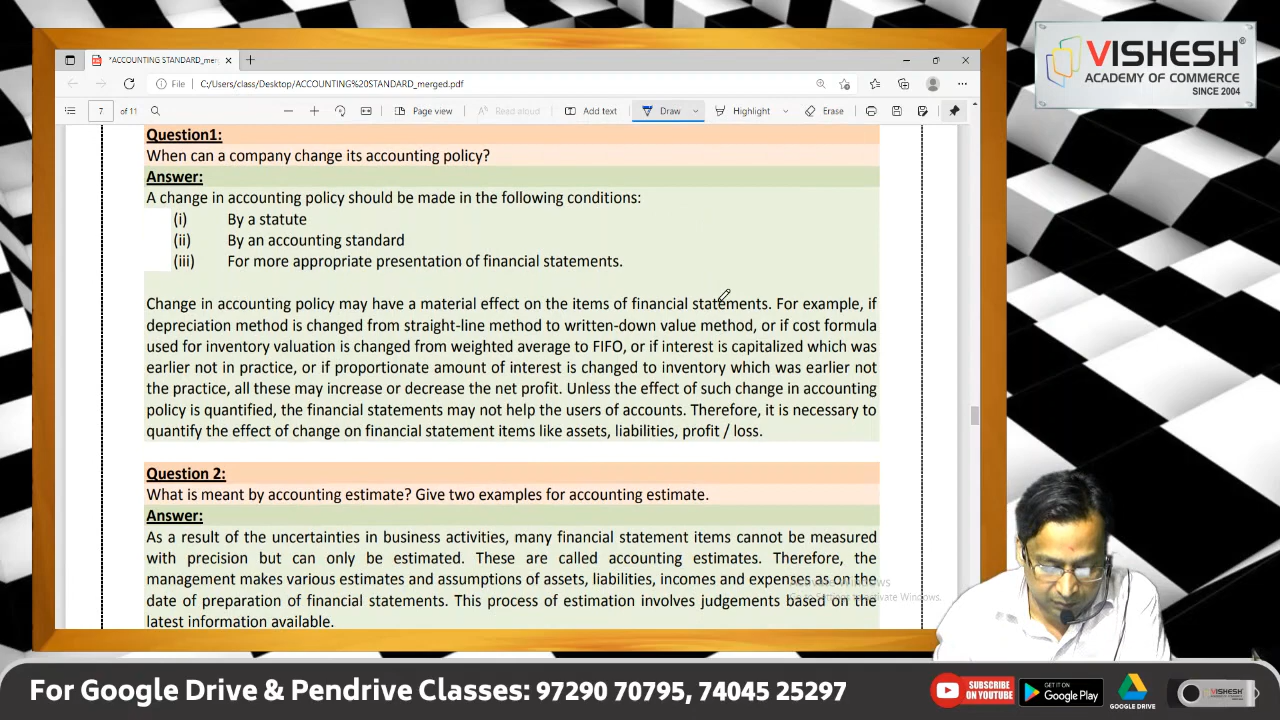 VISHESH®
ACADEMY OF COMMERCE
SINCE 2004
*ACCOUNTING STANDARD_mer
File C:/Users/class/Desktop/ACCOUNTING%20STANDARD_merged.pdf
7 of 11 Page view Read aloud Add text Draw Highlight Erase
Question1:
When can a company change its accounting policy?
Answer:
A change in accounting policy should be made in the following conditions:
(i) By a statute
(ii) By an accounting standard
(iii) For more appropriate presentation of financial statements.
Change in accounting policy may have a material effect on the items of financial statements. For example, if
depreciation method is changed from straight-line method to written-down value method, or if cost formula
used for inventory valuation is changed from weighted average to FIFO, or if interest is capitalized which was
earlier not in practice, or if proportionate amount of interest is changed to inventory which was earlier not
the practice, all these may increase or decrease the net profit. Unless the effect of such change in accounting
policy is quantified, the financial statements may not help the users of accounts. Therefore, it is necessary to
quantify the effect of change on financial statement items like assets, liabilities, profit / loss.
Question 2:
What is meant by accounting estimate? Give two examples for accounting estimate.
Answer:
As a result of the uncertainties in business activities, many financial statement items cannot be measured
with precision but can only be estimated. These are called accounting estimates. Therefore, the
management makes various estimates and assumptions of assets, liabilities, incomes and expenses as on the
date of preparation of financial statements. This process of estimation involves judgements based on the
latest information available.
For Google Drive & Pendrive Classes: 97290 70795, 74045 25297
SUBSCRIBE
ON YOUTUBE
GET IT ON
Google Play
GOOGLE DRIVE
VISHESH